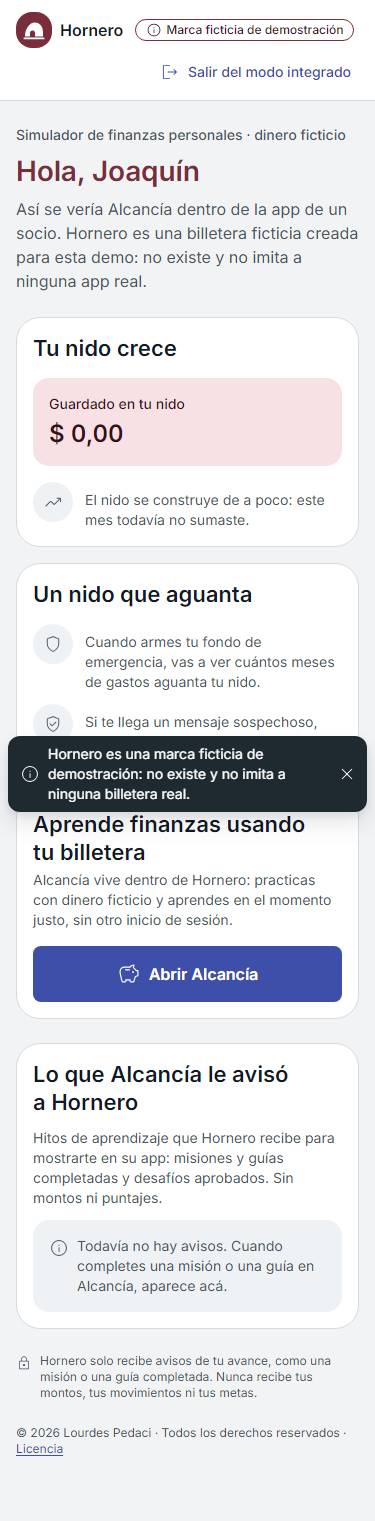 Hornero
Marca ficticia de demostración
Salir del modo integrado
Simulador de finanzas personales · dinero ficticio
Hola, Joaquín
Así se vería Alcancía dentro de la app de un
socio. Hornero es una billetera ficticia creada
para esta demo: no existe y no imita a
ninguna app real.
Tu nido crece
Guardado en tu nido
$ 0,00
El nido se construye de a poco: este
mes todavía no sumaste.
Un nido que aguanta
Cuando armes tu fondo de
emergencia, vas a ver cuántos meses
de gastos aguanta tu nido.
Si te llega un mensaje sospechoso,
Hornero es una marca ficticia de
demostración: no existe y no imita a
ninguna billetera real.
Aprende finanzas usando
tu billetera
Alcancía vive dentro de Hornero: practicas
con dinero ficticio y aprendes en el momento
justo, sin otro inicio de sesión.
Abrir Alcancía
Lo que Alcancía le avisó
a Hornero
Hitos de aprendizaje que Hornero recibe para
mostrarte en su app: misiones y guías
completadas y desafíos aprobados. Sin
montos ni puntajes.
Todavía no hay avisos. Cuando
completes una misión o una guía en
Alcancía, aparece acá.
Hornero solo recibe avisos de tu avance, como una
misión o una guía completada. Nunca recibe tus
montos, tus movimientos ni tus metas.
© 2026 Lourdes Pedaci · Todos los derechos reservados ·
Licencia